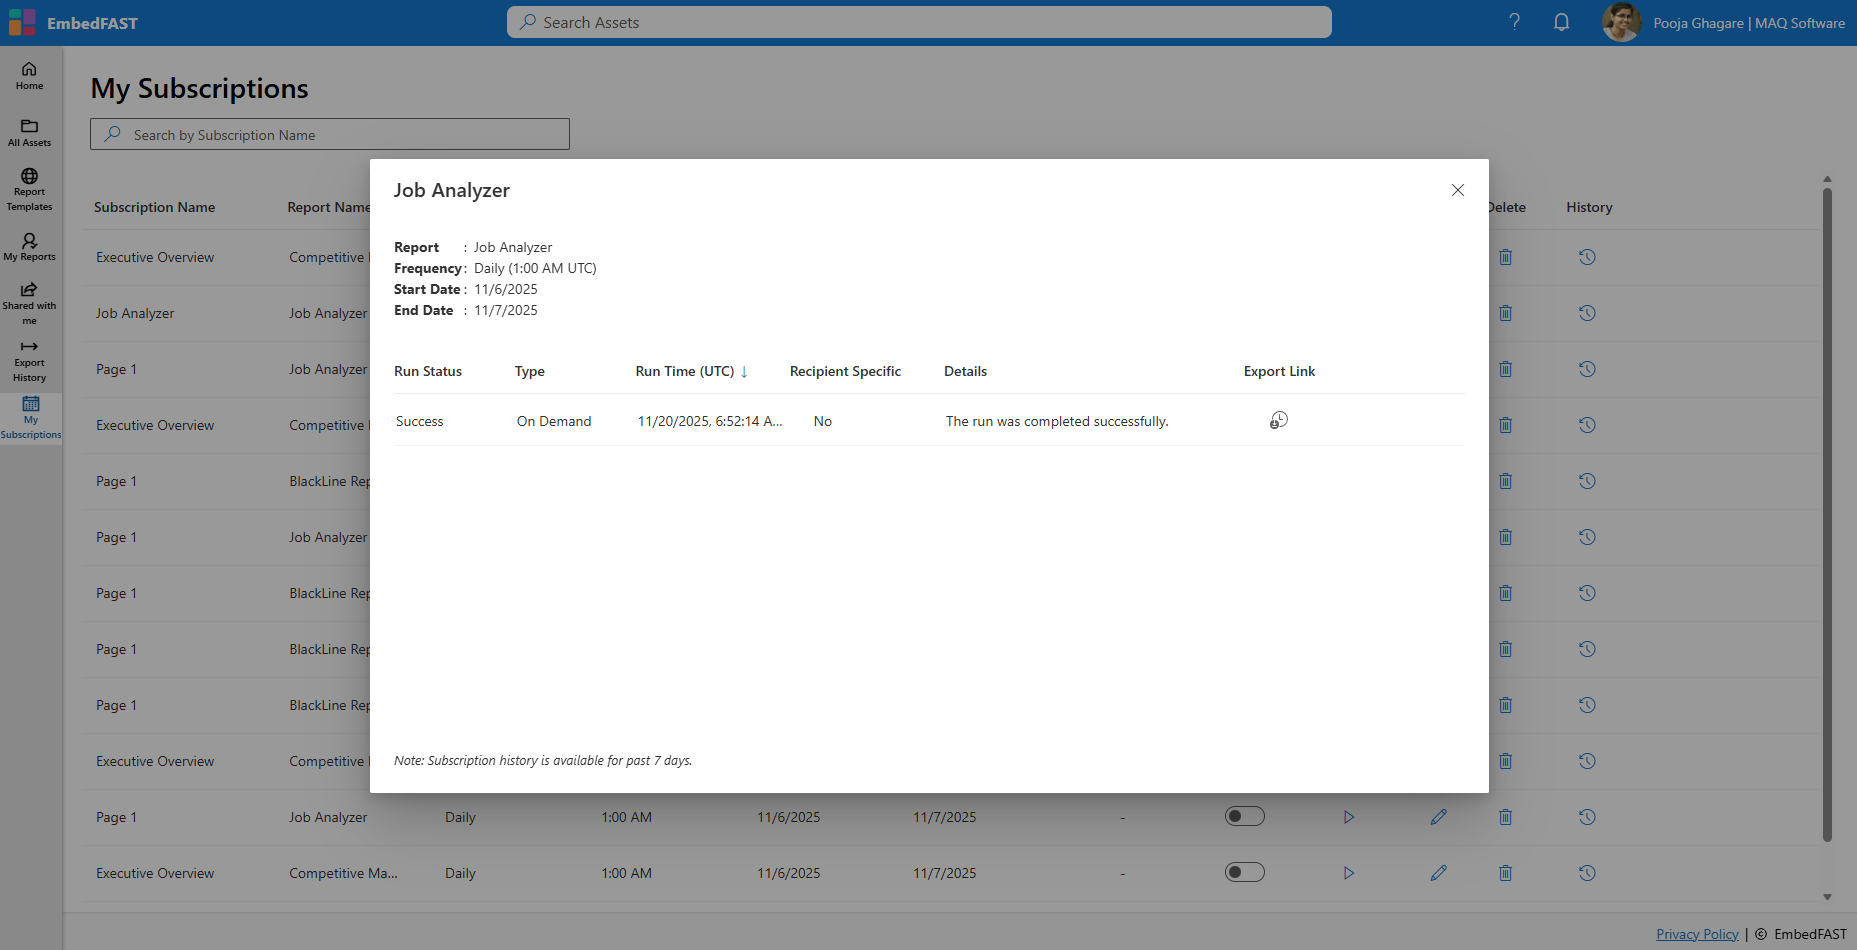 EmbedFAST
Search Assets
?
Pooja Ghagare | MAQ Software
Home
All Assets
Report
Templates
My Reports
Shared with
me
Export
History
My
Subscriptions
My Subscriptions
Search by Subscription Name
Subscription Name Report Name Delete History
Executive Overview Competitive
Job Analyzer Job Analyzer
Page 1 Job Analyzer
Executive Overview Competitive
Page 1 BlackLine Rep
Page 1 Job Analyzer
Page 1 BlackLine Rep
Page 1 BlackLine Rep
Page 1 BlackLine Rep
Executive Overview Competitive
Page 1 Job Analyzer Daily 1:00 AM 11/6/2025 11/7/2025 -
Executive Overview Competitive Ma... Daily 1:00 AM 11/6/2025 11/7/2025 -
Job Analyzer
Report : Job Analyzer
Frequency : Daily (1:00 AM UTC)
Start Date : 11/6/2025
End Date : 11/7/2025
Run Status Type Run Time (UTC) ↓ Recipient Specific Details Export Link
Success On Demand 11/20/2025, 6:52:14 A... No The run was completed successfully.
Note: Subscription history is available for past 7 days.
Privacy Policy | © EmbedFAST